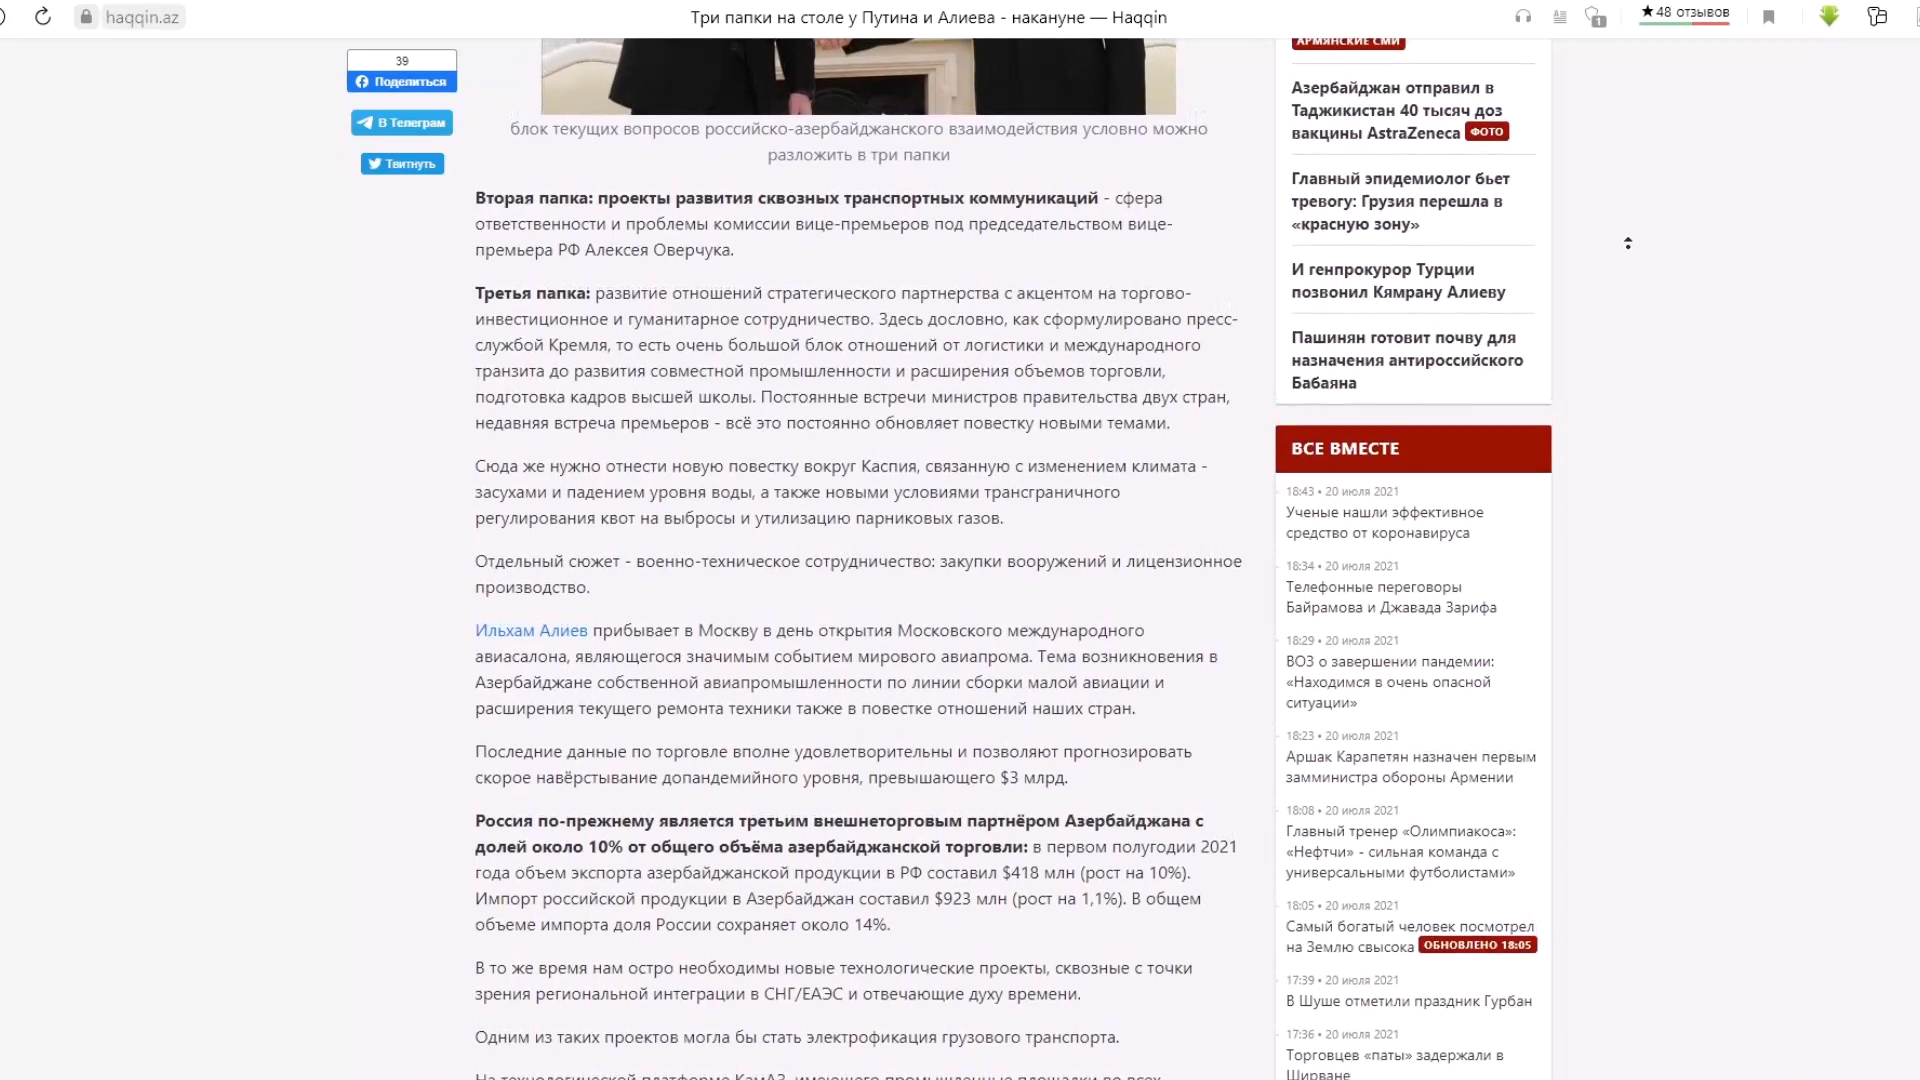 haqqin.az
Три папки на столе у Путина и Алиева - накануне — Haqqin
1
★48 отзывов
39
Поделиться
В Телеграм
Твитнуть
блок текущих вопросов российско-азербайджанского взаимодействия условно можно
разложить в три папки
Вторая папка: проекты развития сквозных транспортных коммуникаций - сфера
ответственности и проблемы комиссии вице-премьеров под председательством вице-
премьера РФ Алексея Оверчука.
Третья папка: развитие отношений стратегического партнерства с акцентом на торгово-
инвестиционное и гуманитарное сотрудничество. Здесь дословно, как сформулировано пресс-
службой Кремля, то есть очень большой блок отношений от логистики и международного
транзита до развития совместной промышленности и расширения объемов торговли,
подготовка кадров высшей школы. Постоянные встречи министров правительства двух стран,
недавняя встреча премьеров - всё это постоянно обновляет повестку новыми темами.
Сюда же нужно отнести новую повестку вокруг Каспия, связанную с изменением климата -
засухами и падением уровня воды, а также новыми условиями трансграничного
регулирования квот на выбросы и утилизацию парниковых газов.
Отдельный сюжет - военно-техническое сотрудничество: закупки вооружений и лицензионное
производство.
Ильхам Алиев прибывает в Москву в день открытия Московского международного
авиасалона, являющегося значимым событием мирового авиапрома. Тема возникновения в
Азербайджане собственной авиапромышленности по линии сборки малой авиации и
расширения текущего ремонта техники также в повестке отношений наших стран.
Последние данные по торговле вполне удовлетворительны и позволяют прогнозировать
скорое навёрстывание допандемийного уровня, превышающего $3 млрд.
Россия по-прежнему является третьим внешнеторговым партнёром Азербайджана с
долей около 10% от общего объёма азербайджанской торговли: в первом полугодии 2021
года объем экспорта азербайджанской продукции в РФ составил $418 млн (рост на 10%).
Импорт российской продукции в Азербайджан составил $923 млн (рост на 1,1%). В общем
объеме импорта доля России сохраняет около 14%.
В то же время нам остро необходимы новые технологические проекты, сквозные с точки
зрения региональной интеграции в СНГ/ЕАЭС и отвечающие духу времени.
Одним из таких проектов могла бы стать электрофикация грузового транспорта.
На технологической платформе КамАЗ, имеющего промышленные площадки во всех
АРМЯНСКИЕ СМИ
Азербайджан отправил в
Таджикистан 40 тысяч доз
вакцины AstraZeneca ФОТО
Главный эпидемиолог бьет
тревогу: Грузия перешла в
«красную зону»
И генпрокурор Турции
позвонил Кямрану Алиеву
Пашинян готовит почву для
назначения антироссийского
Бабаяна
ВСЕ ВМЕСТЕ
18:43 • 20 июля 2021
Ученые нашли эффективное
средство от коронавируса
18:34 • 20 июля 2021
Телефонные переговоры
Байрамова и Джавада Зарифа
18:29 • 20 июля 2021
ВОЗ о завершении пандемии:
«Находимся в очень опасной
ситуации»
18:23 • 20 июля 2021
Аршак Карапетян назначен первым
замминистра обороны Армении
18:08 • 20 июля 2021
Главный тренер «Олимпиакоса»:
«Нефтчи» - сильная команда с
универсальными футболистами»
18:05 • 20 июля 2021
Самый богатый человек посмотрел
на Землю свысока ОБНОВЛЕНО 18:05
17:39 • 20 июля 2021
В Шуше отметили праздник Гурбан
17:36 • 20 июля 2021
Торговцев «паты» задержали в
Ширване